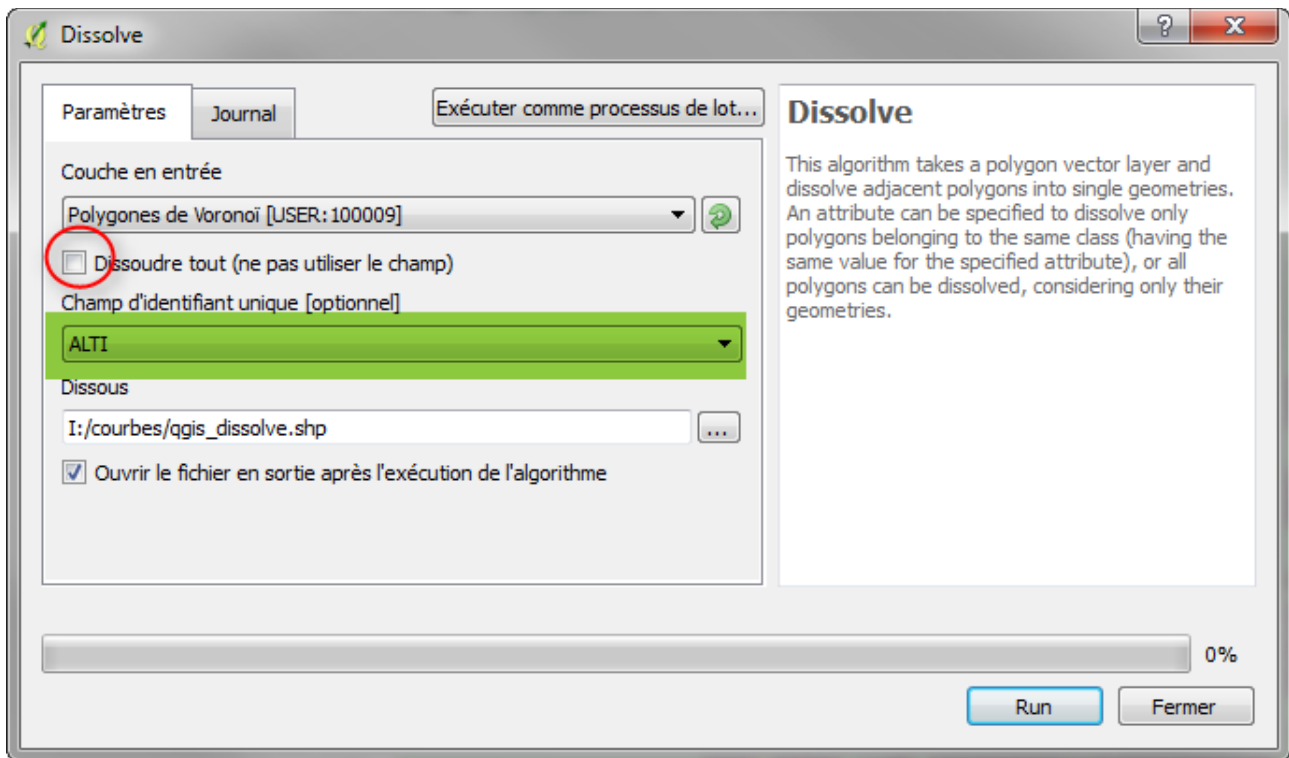 Dissolve
Paramètres
Journal
Exécuter comme processus de lot...
Couche en entrée
Polygones de Voronoï [USER:100009]
Dissoudre tout (ne pas utiliser le champ)
Champ d'identifiant unique [optionnel]
ALTI
Dissous
I:/courbes/qgis_dissolve.shp
...
Ouvrir le fichier en sortie après l'exécution de l'algorithme
Dissolve
This algorithm takes a polygon vector layer and
dissolve adjacent polygons into single geometries.
An attribute can be specified to dissolve only
polygons belonging to the same class (having the
same value for the specified attribute), or all
polygons can be dissolved, considering only their
geometries.
0%
Run
Fermer